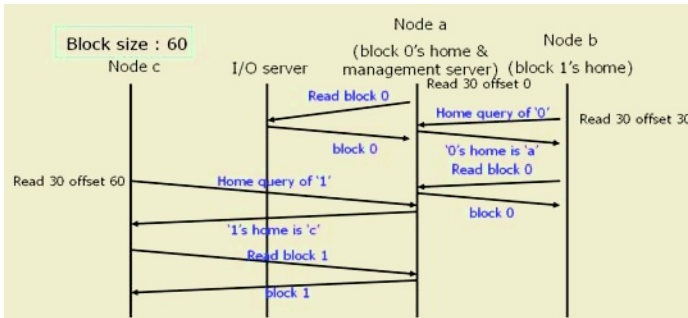 Block size : 60
Node c
I/O server
Node a
(block 0's home &
management server)
Node b
(block 1's home)
Read 30 offset 0
Read block 0
Home query of '0'
Read 30 offset 30
block 0
'0's home is 'a'
Read block 0
Read 30 offset 60
Home query of '1'
block 0
'1's home is 'c'
Read block 1
block 1